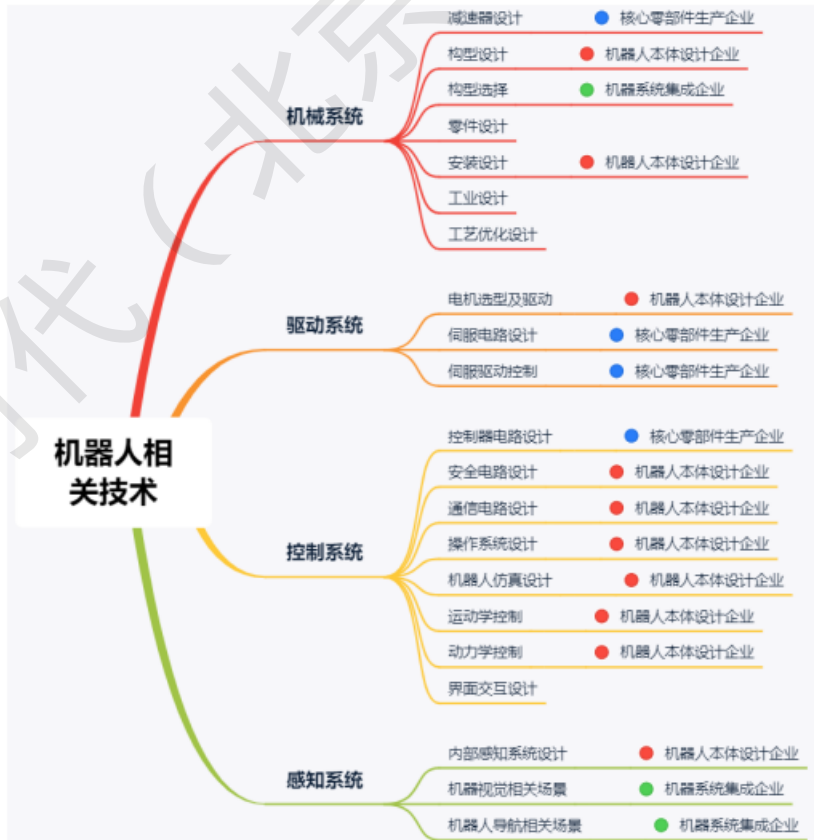 减速器设计 核心零部件生产企业
构型设计 机器人本体设计企业
构型选择 机器系统集成企业
机械系统
零件设计
安装设计 机器人本体设计企业
工业设计
工艺优化设计
电机选型及驱动 机器人本体设计企业
驱动系统
伺服电路设计 核心零部件生产企业
伺服驱动控制 核心零部件生产企业
机器人相
关技术
控制器电路设计 核心零部件生产企业
安全电路设计 机器人本体设计企业
通信电路设计 机器人本体设计企业
操作系统设计 机器人本体设计企业
控制系统
机器人仿真设计 机器人本体设计企业
运动学控制 机器人本体设计企业
动力学控制 机器人本体设计企业
界面交互设计
内部感知系统设计 机器人本体设计企业
感知系统
机器视觉相关场景 机器系统集成企业
机器人导航相关场景 机器系统集成企业
代（北京